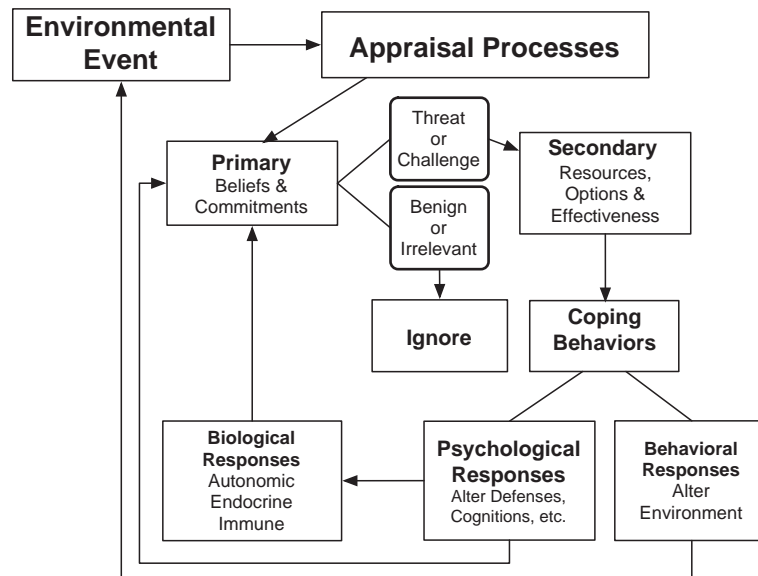 Environmental
Event
Appraisal Processes
Threat
or
Challenge
Primary
Beliefs &
Commitments
Secondary
Resources,
Options &
Effectiveness
Benign
or
Irrelevant
Ignore
Coping
Behaviors
Biological
Responses
Autonomic
Endocrine
Immune
Psychological
Responses
Alter Defenses,
Cognitions, etc.
Behavioral
Responses
Alter
Environment